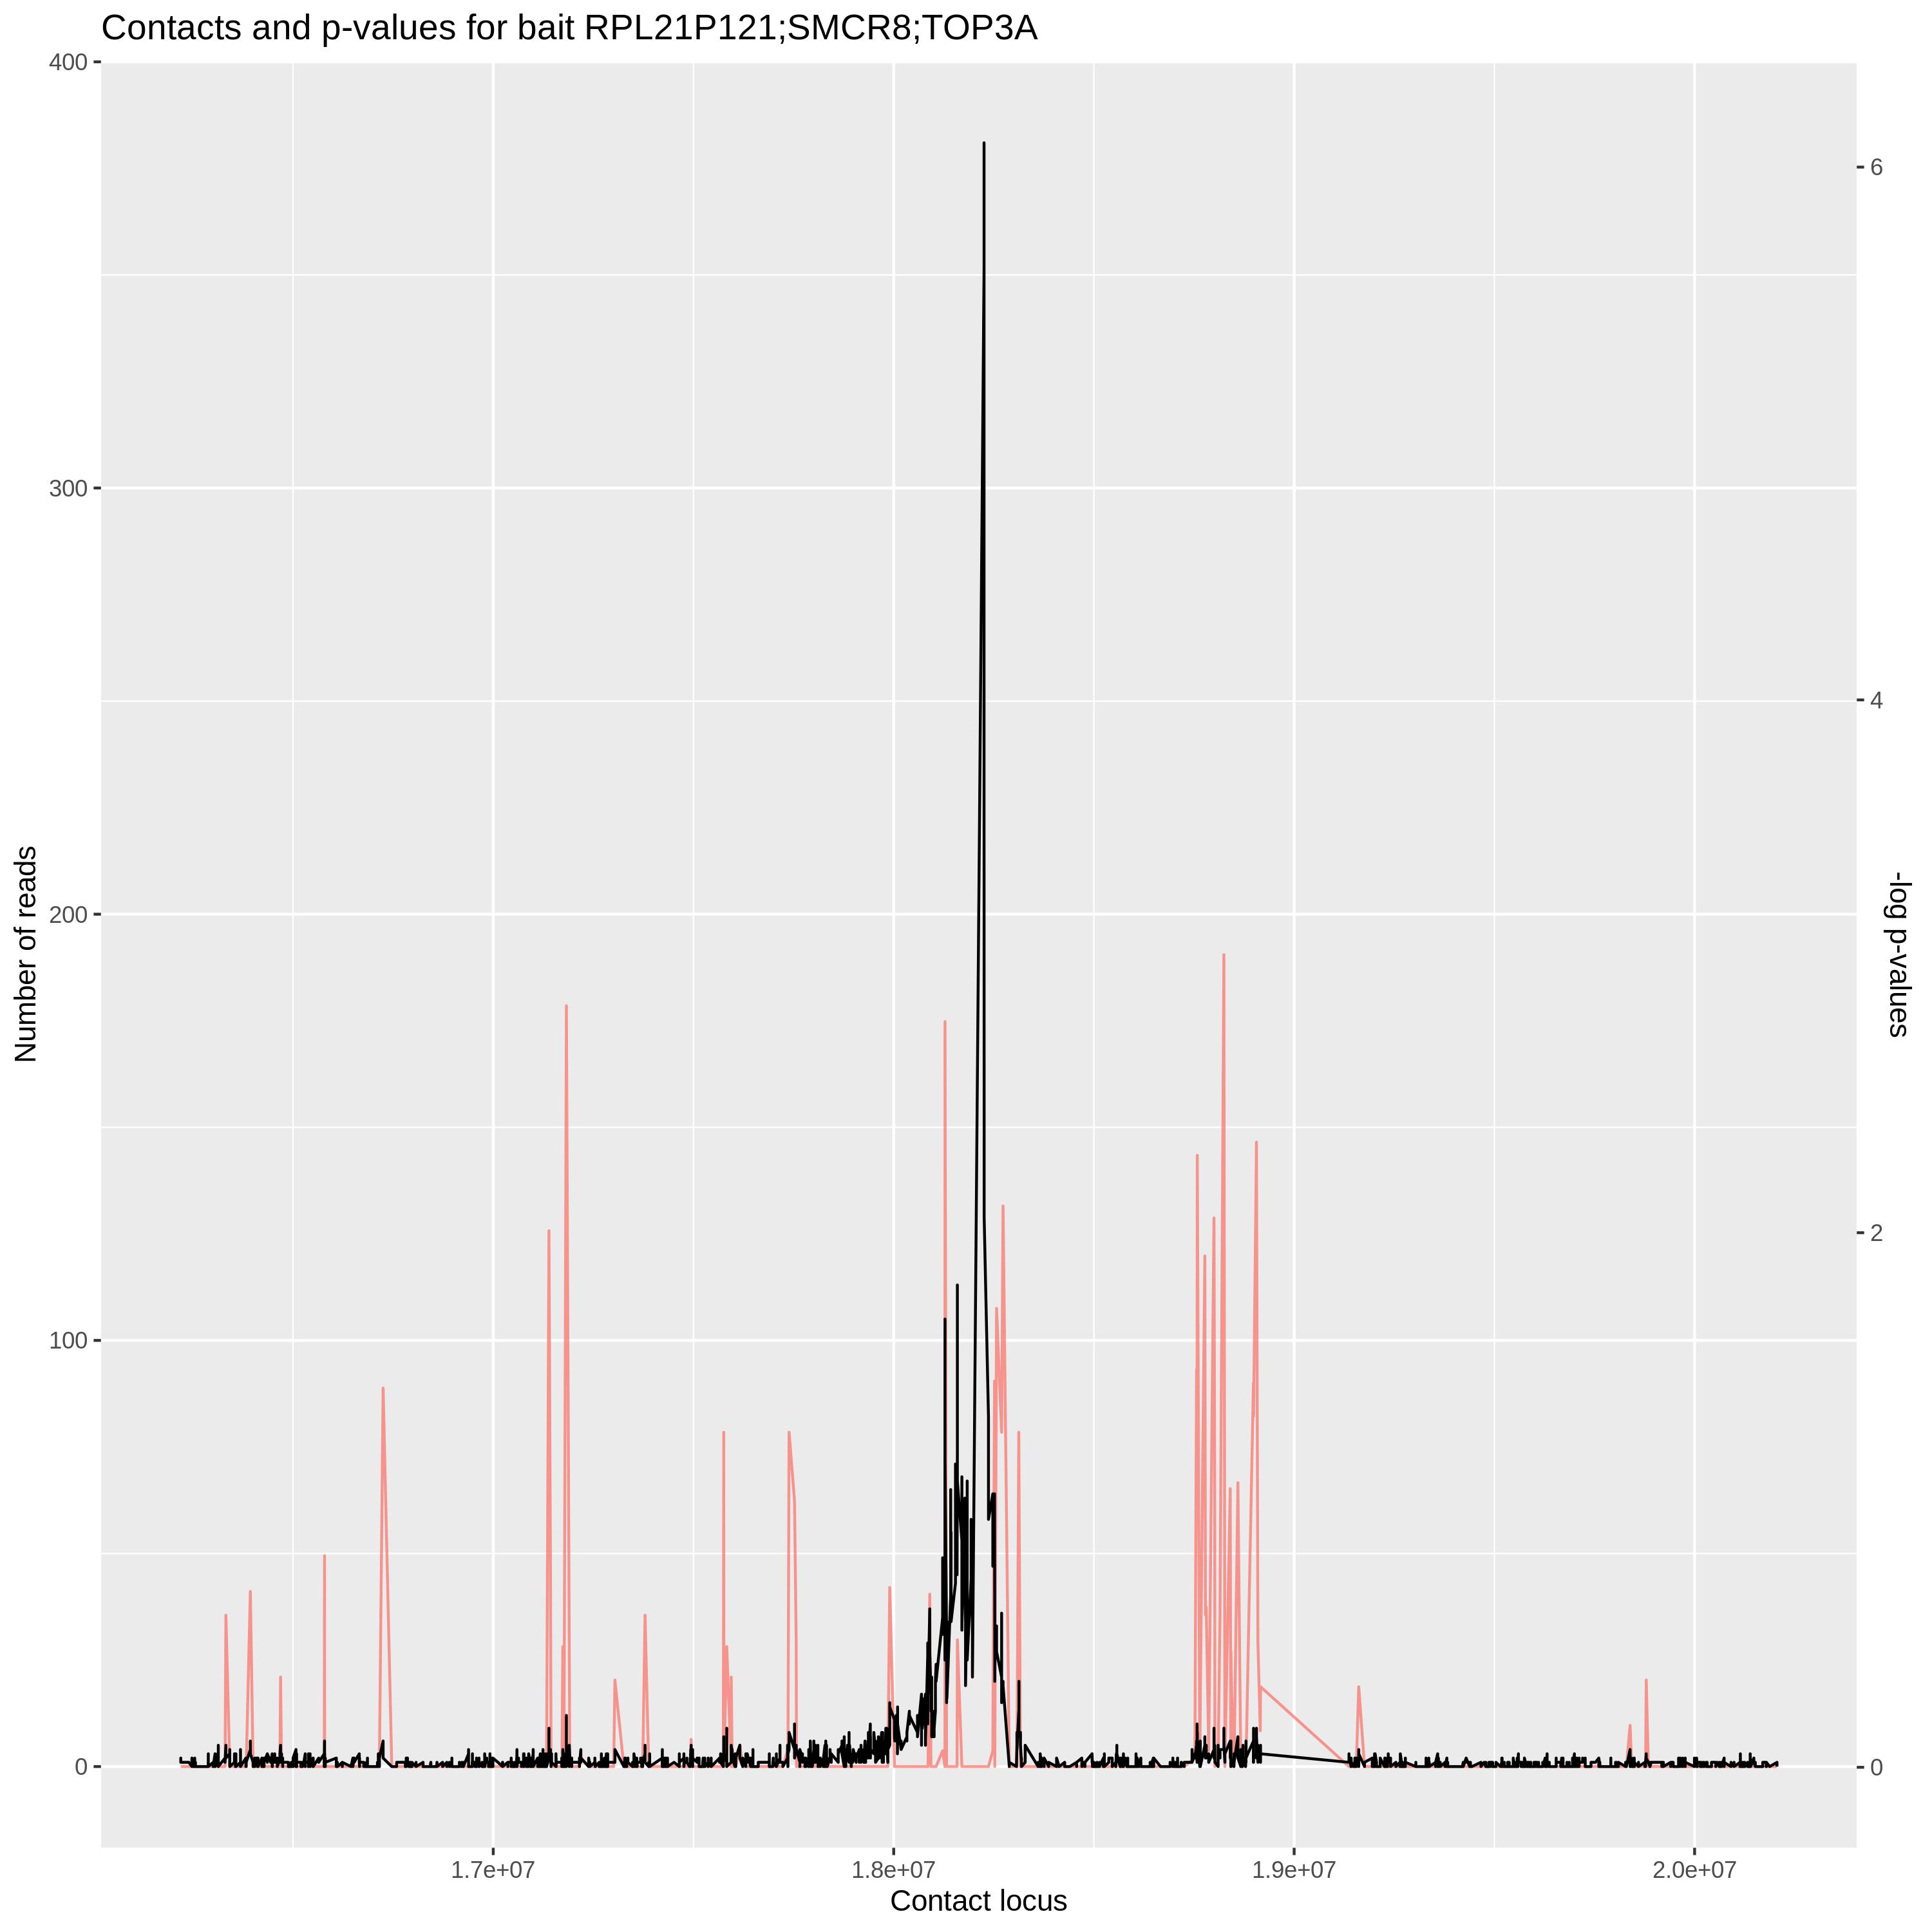 Contacts and p-values for bait RPL21P121;SMCR8;TOP3A
400
300
200
100
0
Number of reads
6
4
2
0
-log p-values
1.7e+07
1.8e+07
1.9e+07
2.0e+07
Contact locus